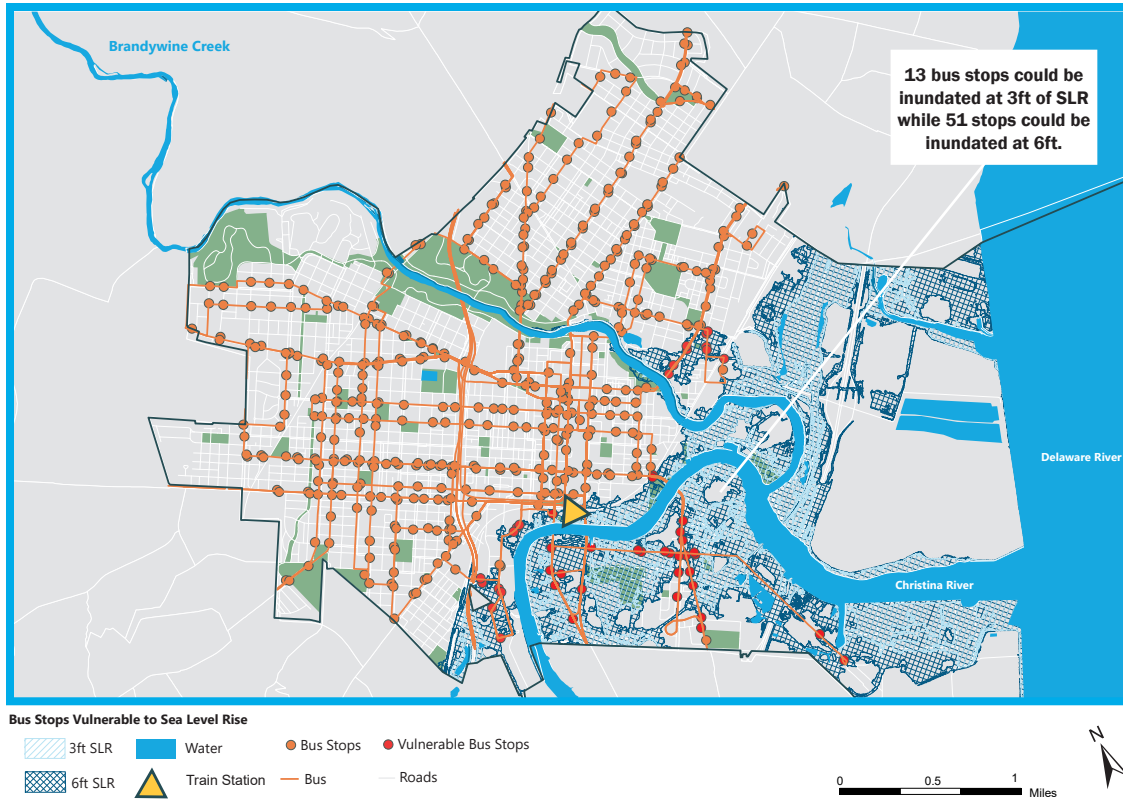 Brandywine Creek
13 bus stops could be
inundated at 3ft of SLR
while 51 stops could be
inundated at 6ft.
Delaware River
Christina River
Bus Stops Vulnerable to Sea Level Rise
3ft SLR
Water
Bus Stops
Vulnerable Bus Stops
6ft SLR
Train Station
Bus
Roads
N
0 0.5 1
Miles